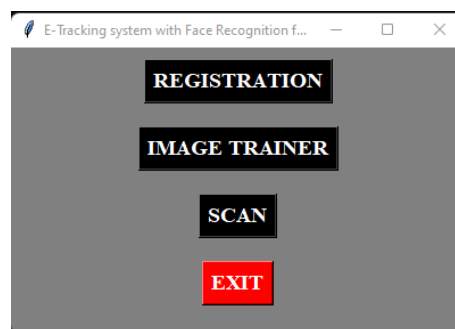 E-Tracking system with Face Recognition f...
REGISTRATION
IMAGE TRAINER
SCAN
EXIT